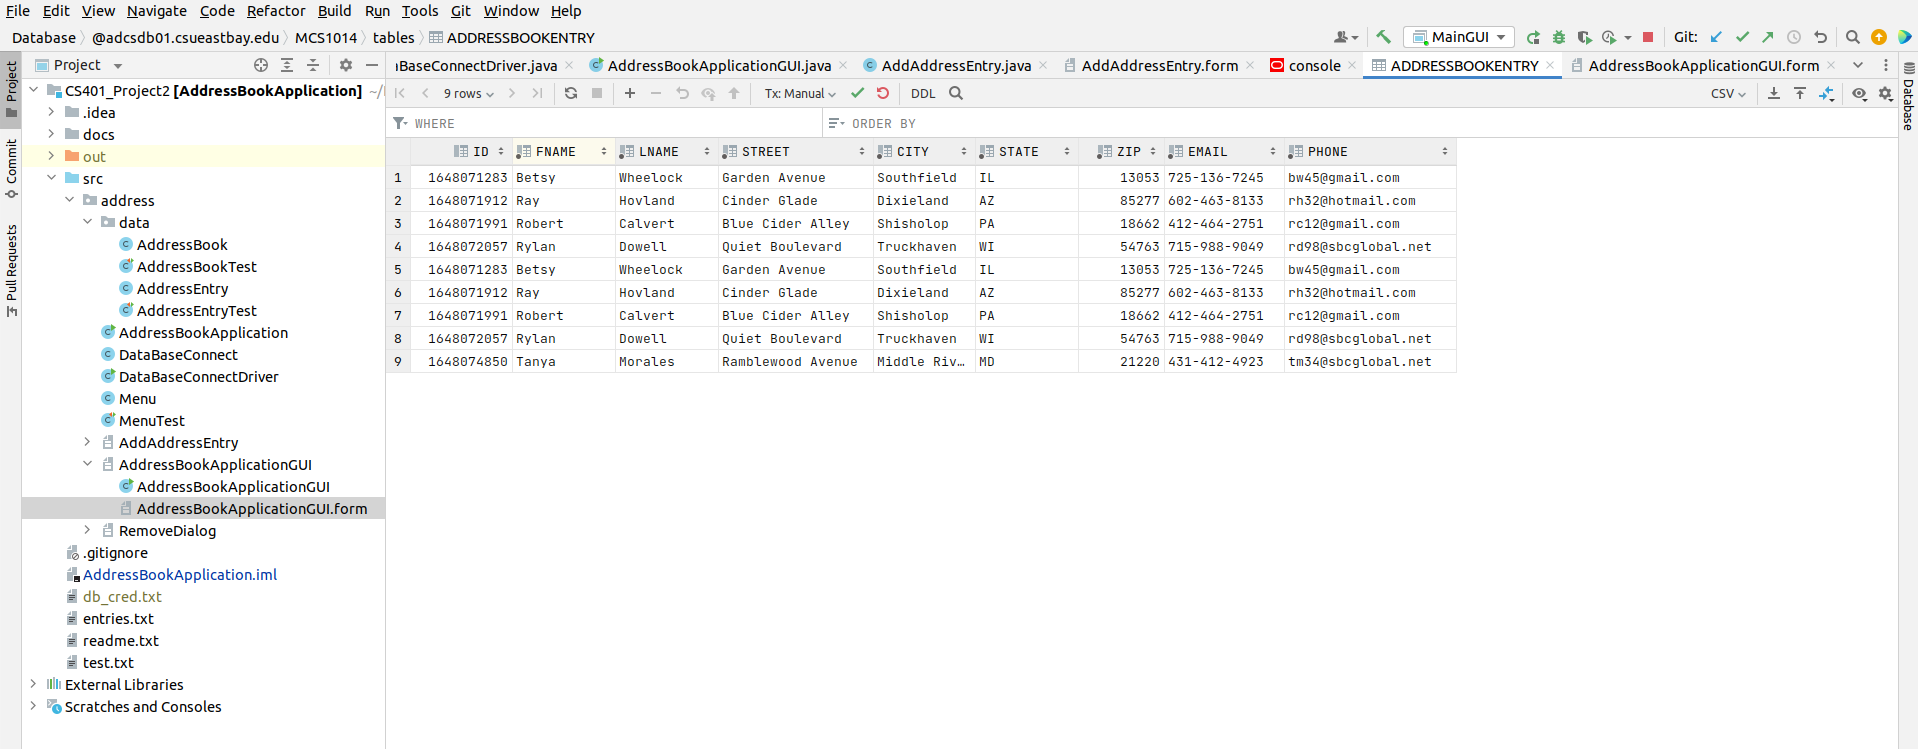 File Edit View Navigate Code Refactor Build Run Tools Git Window Help
Database @adcsdb01.csueastbay.edu MCS1014 tables ADDRESSBOOKENTRY MainGUI Git:
Project aBaseConnectDriver.java AddressBookApplicationGUI.java AddAddressEntry.java AddAddressEntry.form console ADDRESSBOOKENTRY AddressBookApplicationGUI.form
9 rows Tx: Manual DDL CSV
WHERE ORDER BY
ID FNAME LNAME STREET CITY STATE ZIP EMAIL PHONE
1 1648071283 Betsy Wheelock Garden Avenue Southfield IL 13053 725-136-7245 bw45@gmail.com
2 1648071912 Ray Hovland Cinder Glade Dixieland AZ 85277 602-463-8133 rh32@hotmail.com
3 1648071991 Robert Calvert Blue Cider Alley Shisholop PA 18662 412-464-2751 rc12@gmail.com
4 1648072057 Rylan Dowell Quiet Boulevard Truckhaven WI 54763 715-988-9049 rd98@sbcglobal.net
5 1648071283 Betsy Wheelock Garden Avenue Southfield IL 13053 725-136-7245 bw45@gmail.com
6 1648071912 Ray Hovland Cinder Glade Dixieland AZ 85277 602-463-8133 rh32@hotmail.com
7 1648071991 Robert Calvert Blue Cider Alley Shisholop PA 18662 412-464-2751 rc12@gmail.com
8 1648072057 Rylan Dowell Quiet Boulevard Truckhaven WI 54763 715-988-9049 rd98@sbcglobal.net
9 1648074850 Tanya Morales Ramblewood Avenue Middle Riv… MD 21220 431-412-4923 tm34@sbcglobal.net
CS401_Project2 [AddressBookApplication] ~/
.idea
docs
out
src
address
data
AddressBook
AddressBookTest
AddressEntry
AddressEntryTest
AddressBookApplication
DataBaseConnect
DataBaseConnectDriver
Menu
MenuTest
AddAddressEntry
AddressBookApplicationGUI
AddressBookApplicationGUI
AddressBookApplicationGUI.form
RemoveDialog
.gitignore
AddressBookApplication.iml
db_cred.txt
entries.txt
readme.txt
test.txt
External Libraries
Scratches and Consoles
Project
Commit
Pull Requests
Database